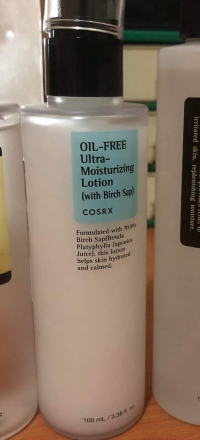 OIL-FREE
Ultra-
Moisturizing
Lotion
(with Birch Sap)
COSRX
Formulated with 70.9%
Birch Sap(Betula
Platyphylla Japonica
Juice), this lotion
helps skin hydrated
and calmed.
100 mL / 3.38 fl. oz.
irritated skin, replenishing moisture.